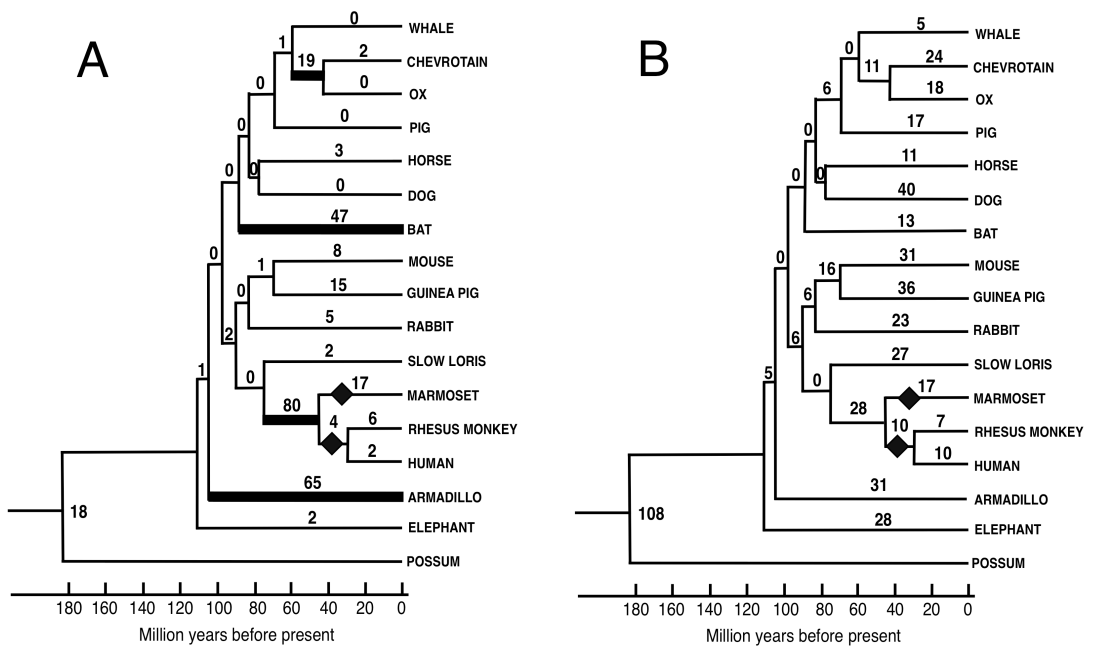 A
0
WHALE
1
19
2
CHEVROTAIN
0
0
OX
0
PIG
0
3
HORSE
0
0
0
DOG
47
BAT
0
8
MOUSE
1
15
GUINEA PIG
0
5
RABBIT
2
2
SLOW LORIS
1
0
17
MARMOSET
80
4
6
RHESUS MONKEY
2
HUMAN
65
ARMADILLO
18
2
ELEPHANT
POSSUM
180 160 140 120 100 80 60 40 20 0
Million years before present
B
5
WHALE
0
11
24
CHEVROTAIN
6
18
OX
17
PIG
0
11
HORSE
0
0
40
DOG
13
BAT
0
31
MOUSE
16
36
GUINEA PIG
6
23
RABBIT
6
27
SLOW LORIS
5
0
17
MARMOSET
28
10
7
RHESUS MONKEY
10
HUMAN
31
ARMADILLO
108
28
ELEPHANT
POSSUM
180 160 140 120 100 80 60 40 20 0
Million years before present